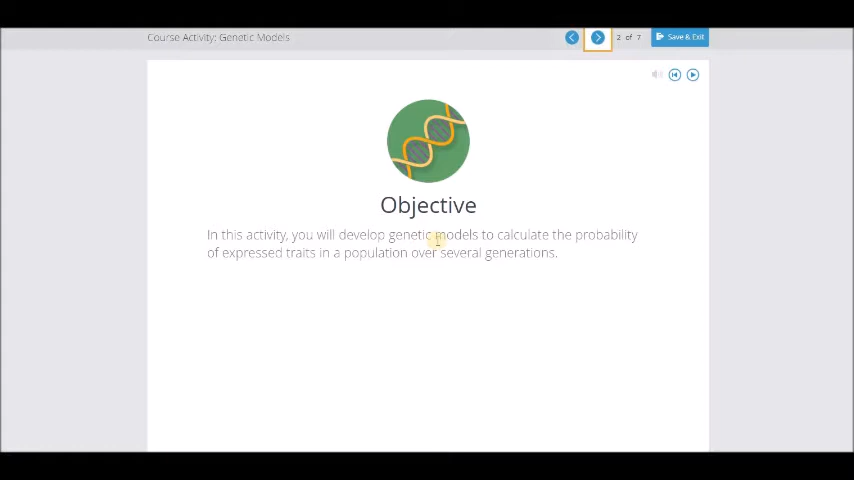 Course Activity: Genetic Models
2 of 7
Save & Exit
Objective
In this activity, you will develop genetic models to calculate the probability
of expressed traits in a population over several generations.